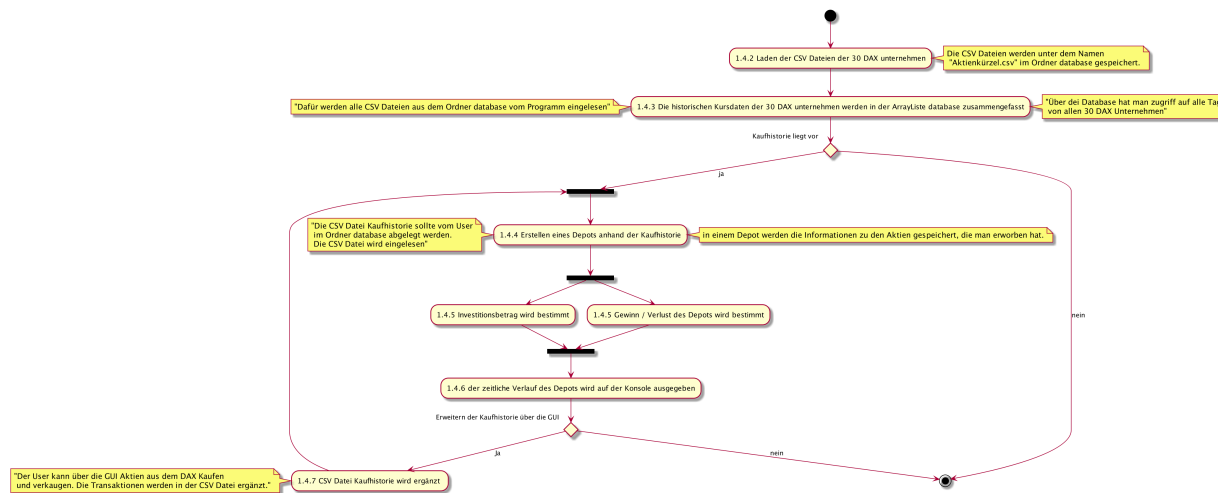 1.4.2 Laden der CSV Dateien der 30 DAX unternehmen
Die CSV Dateien werden unter dem Namen
"Aktienkürzel.csv" im Ordner database gespeichert.
"Dafür werden alle CSV Dateien aus dem Ordner database vom Programm eingelesen"
1.4.3 Die historischen Kursdaten der 30 DAX unternehmen werden in der ArrayListe database zusammengefasst
"Über dei Database hat man zugriff auf alle Tag
von allen 30 DAX Unternehmen"
Kaufhistorie liegt vor
ja
"Die CSV Datei Kaufhistorie sollte vom User
im Ordner database abgelegt werden.
Die CSV Datei wird eingelesen"
1.4.4 Erstellen eines Depots anhand der Kaufhistorie
in einem Depot werden die Informationen zu den Aktien gespeichert, die man erworben hat.
1.4.5 Investitionsbetrag wird bestimmt
1.4.5 Gewinn / Verlust des Depots wird bestimmt
nein
1.4.6 der zeitliche Verlauf des Depots wird auf der Konsole ausgegeben
Erweitern der Kaufhistorie über die GUI
Ja
nein
"Der User kann über die GUI Aktien aus dem DAX Kaufen
und verkaugen. Die Transaktionen werden in der CSV Datei ergänzt."
1.4.7 CSV Datei Kaufhistorie wird ergänzt